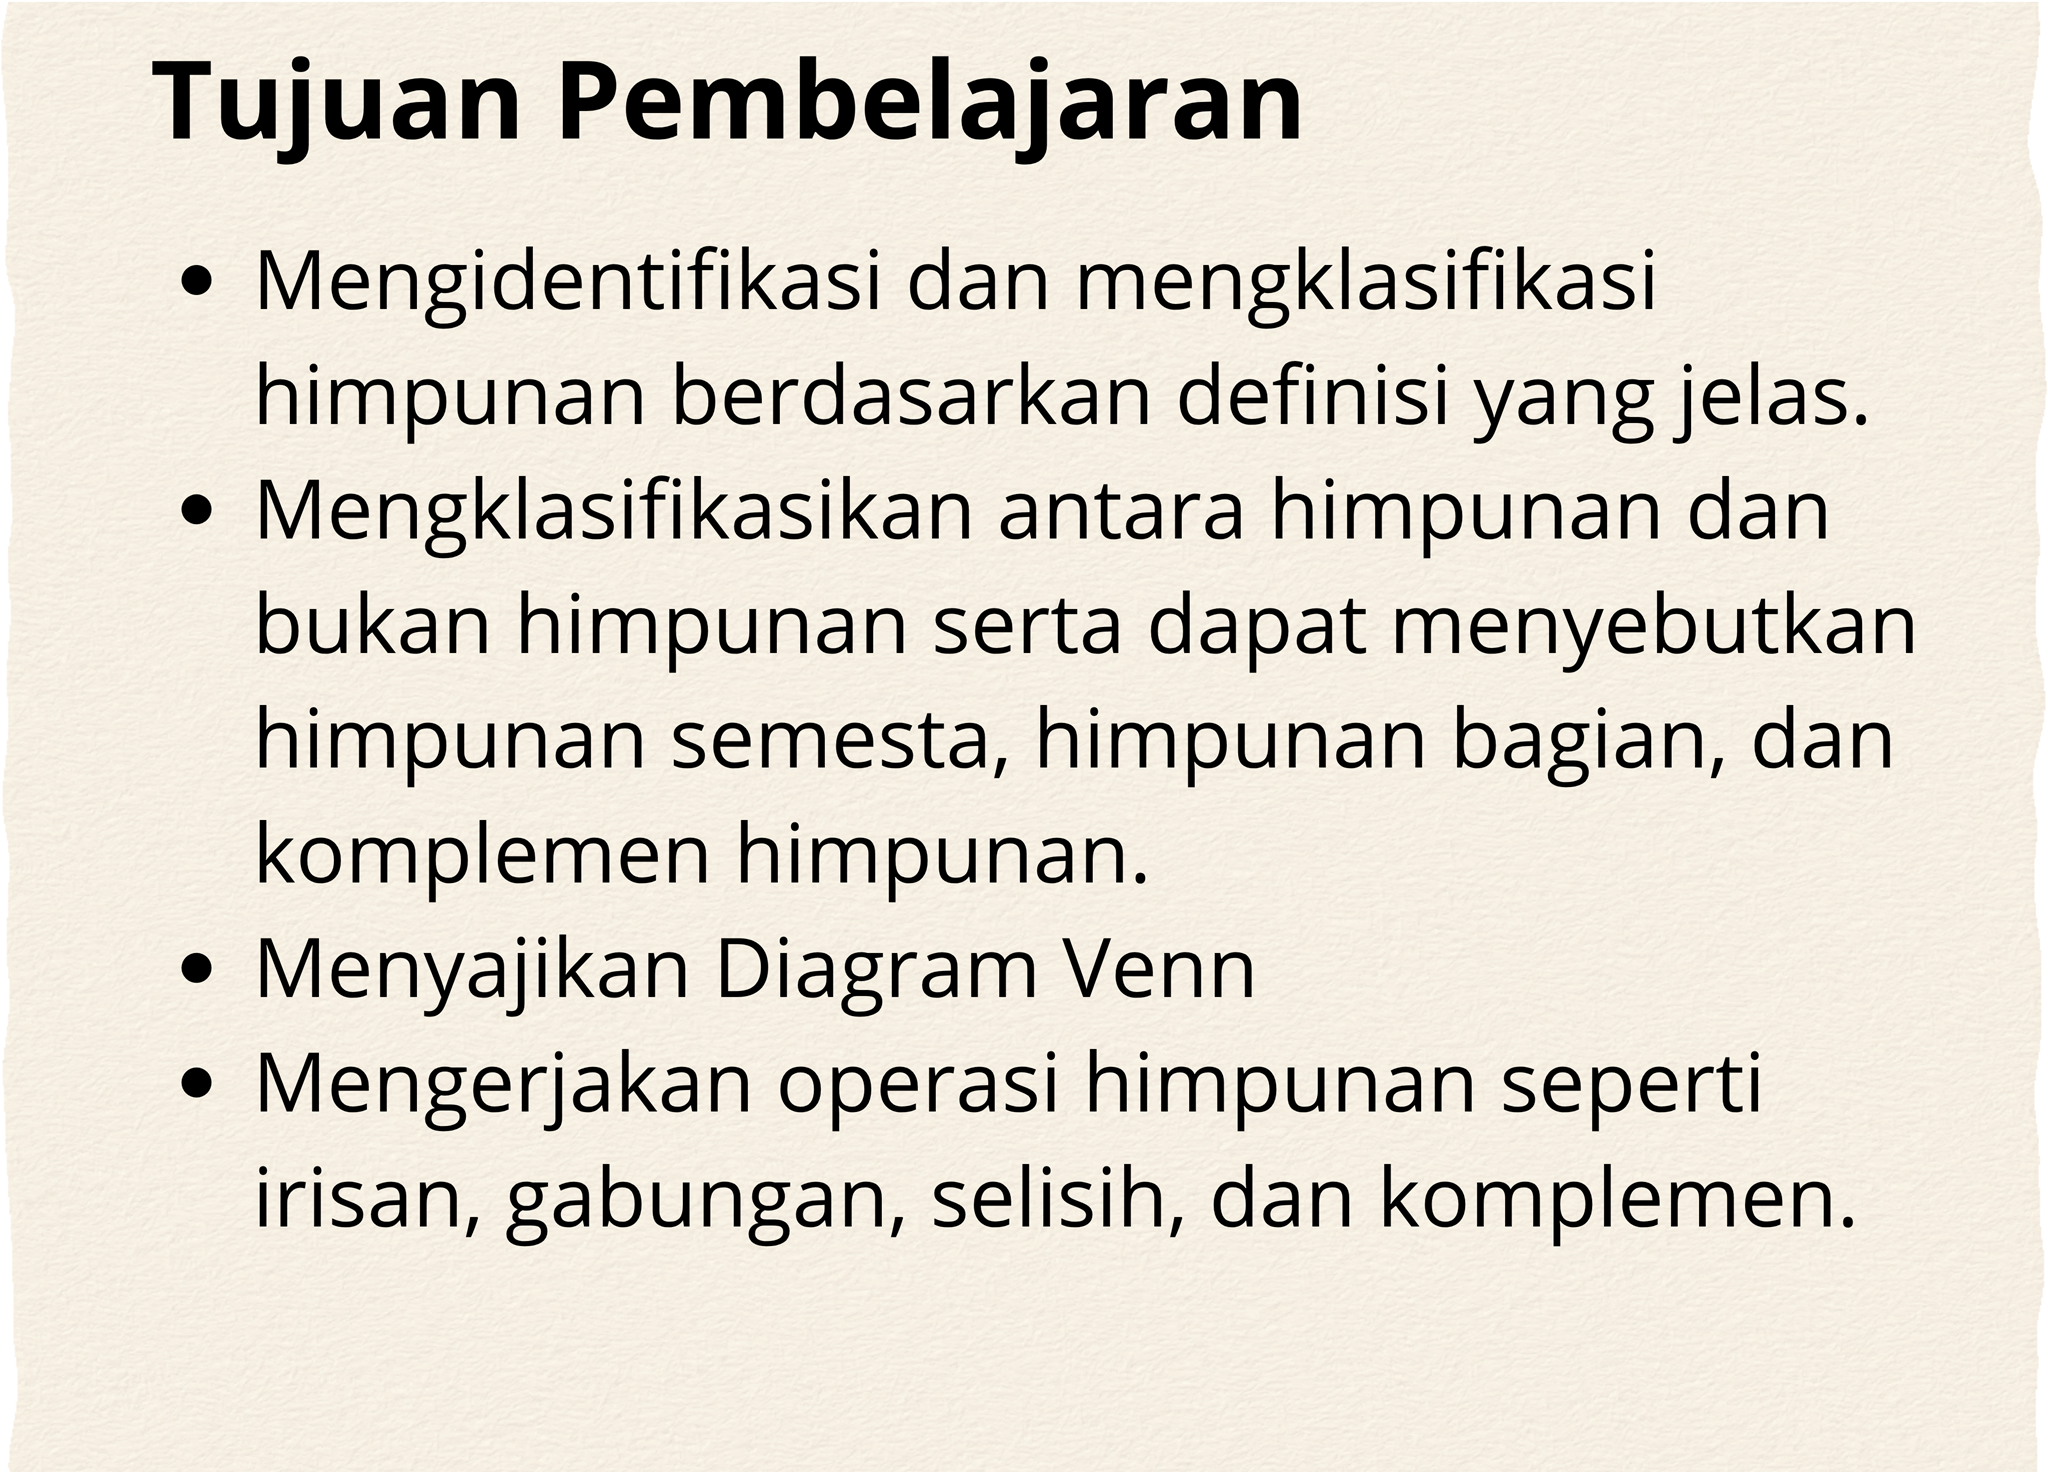 Tujuan Pembelajaran
• Mengidentifikasi dan mengklasifikasi
himpunan berdasarkan definisi yang jelas.
• Mengklasifikasikan antara himpunan dan
bukan himpunan serta dapat menyebutkan
himpunan semesta, himpunan bagian, dan
komplemen himpunan.
• Menyajikan Diagram Venn
• Mengerjakan operasi himpunan seperti
irisan, gabungan, selisih, dan komplemen.